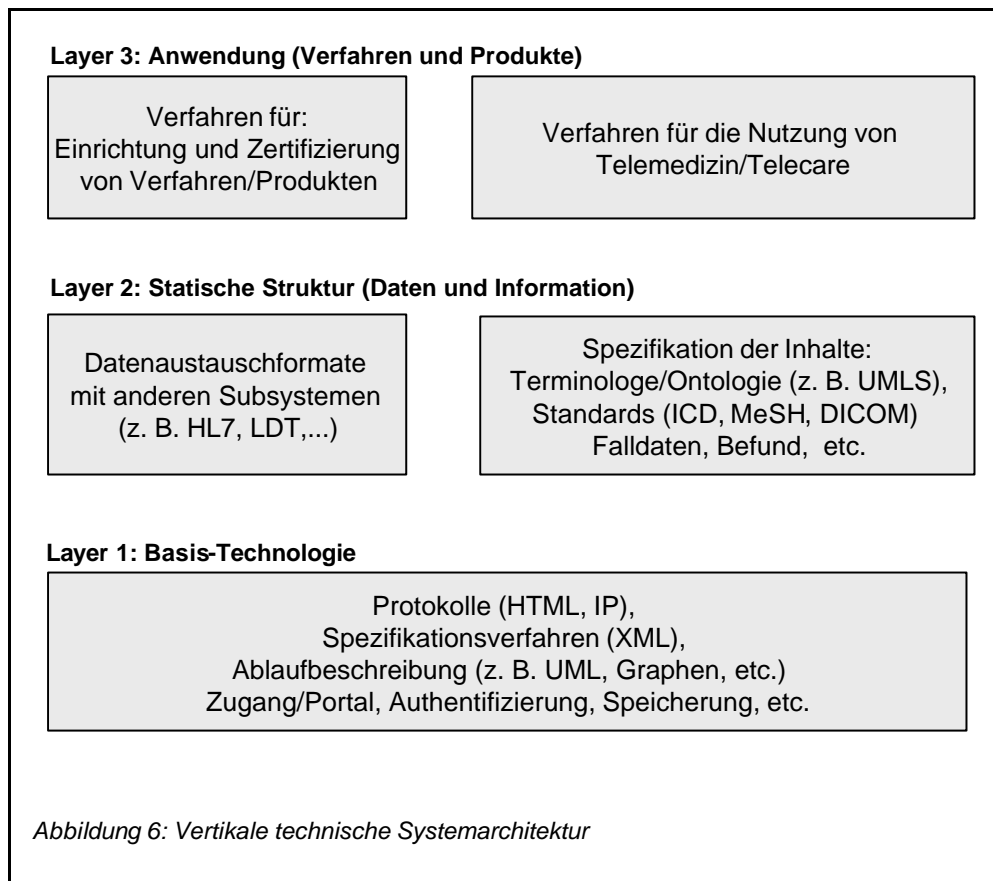 Layer 3: Anwendung (Verfahren und Produkte)
Verfahren für:
Einrichtung und Zertifizierung
von Verfahren/Produkten
Verfahren für die Nutzung von
Telemedizin/Telecare
Layer 2: Statische Struktur (Daten und Information)
Datenaustauschformate
mit anderen Subsystemen
(z. B. HL7, LDT,...)
Spezifikation der Inhalte:
Terminologe/Ontologie (z. B. UMLS),
Standards (ICD, MeSH, DICOM)
Falldaten, Befund, etc.
Layer 1: Basis-Technologie
Protokolle (HTML, IP),
Spezifikationsverfahren (XML),
Ablaufbeschreibung (z. B. UML, Graphen, etc.)
Zugang/Portal, Authentifizierung, Speicherung, etc.
Abbildung 6: Vertikale technische Systemarchitektur